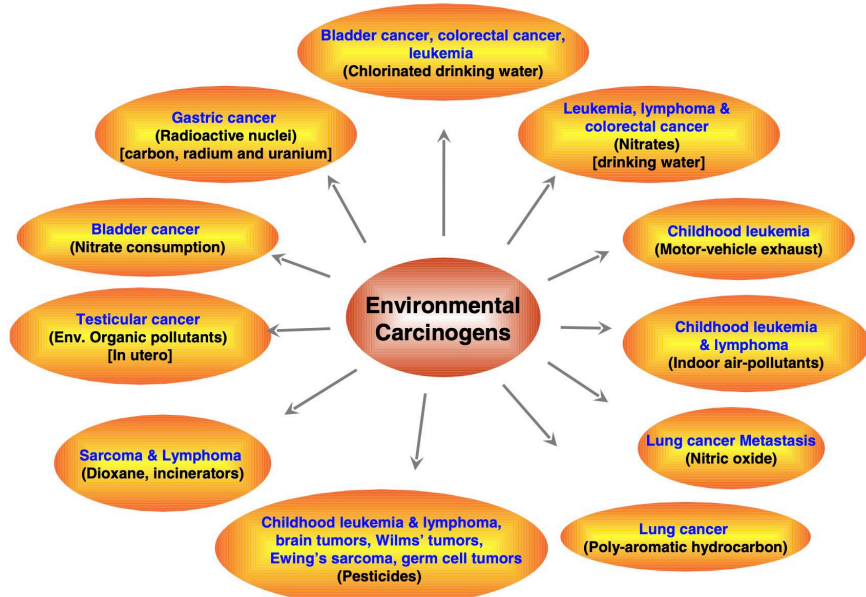 Bladder cancer, colorectal cancer,
leukemia
(Chlorinated drinking water)
Gastric cancer
(Radioactive nuclei)
[carbon, radium and uranium]
Leukemia, lymphoma &
colorectal cancer
(Nitrates)
[drinking water]
Bladder cancer
(Nitrate consumption)
Childhood leukemia
(Motor-vehicle exhaust)
Environmental
Carcinogens
Testicular cancer
(Env. Organic pollutants)
[In utero]
Childhood leukemia
& lymphoma
(Indoor air-pollutants)
Sarcoma & Lymphoma
(Dioxane, incinerators)
Lung cancer Metastasis
(Nitric oxide)
Childhood leukemia & lymphoma,
brain tumors, Wilms’ tumors,
Ewing’s sarcoma, germ cell tumors
(Pesticides)
Lung cancer
(Poly-aromatic hydrocarbon)